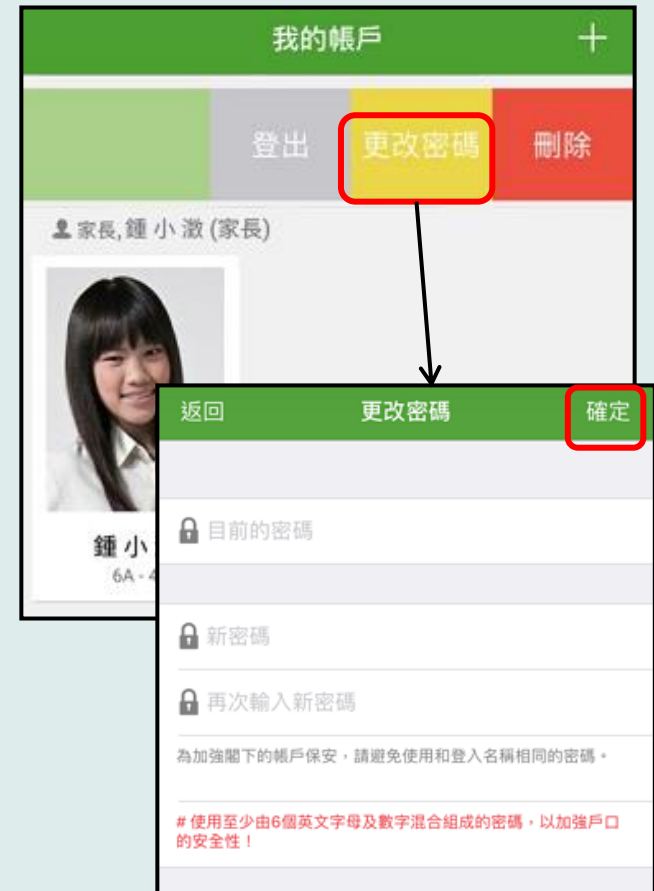 我的帳戶 +
登出 更改密碼 刪除
家長, 鍾 小 澂 (家長)
返回 更改密碼 確定
目前的密碼
鍾 小
6A - 4
新密碼
再次輸入新密碼
為加強閣下的帳戶保安，請避免使用和登入名稱相同的密碼。
# 使用至少由6個英文字母及數字混合組成的密碼，以加強戶口
的安全性！